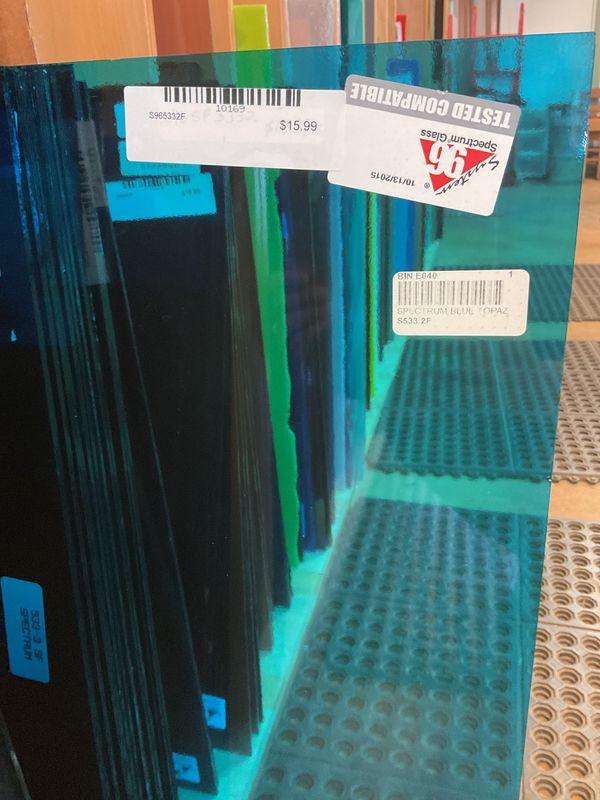 10169
S965332F
$15.99
TESTED COMPATIBLE
Spectrum Glass
System 96®
10/13/2015
BIN E040 1
SPECTRUM BLUE TOPAZ
S533.2F
533-3 SF
SPECTRUM